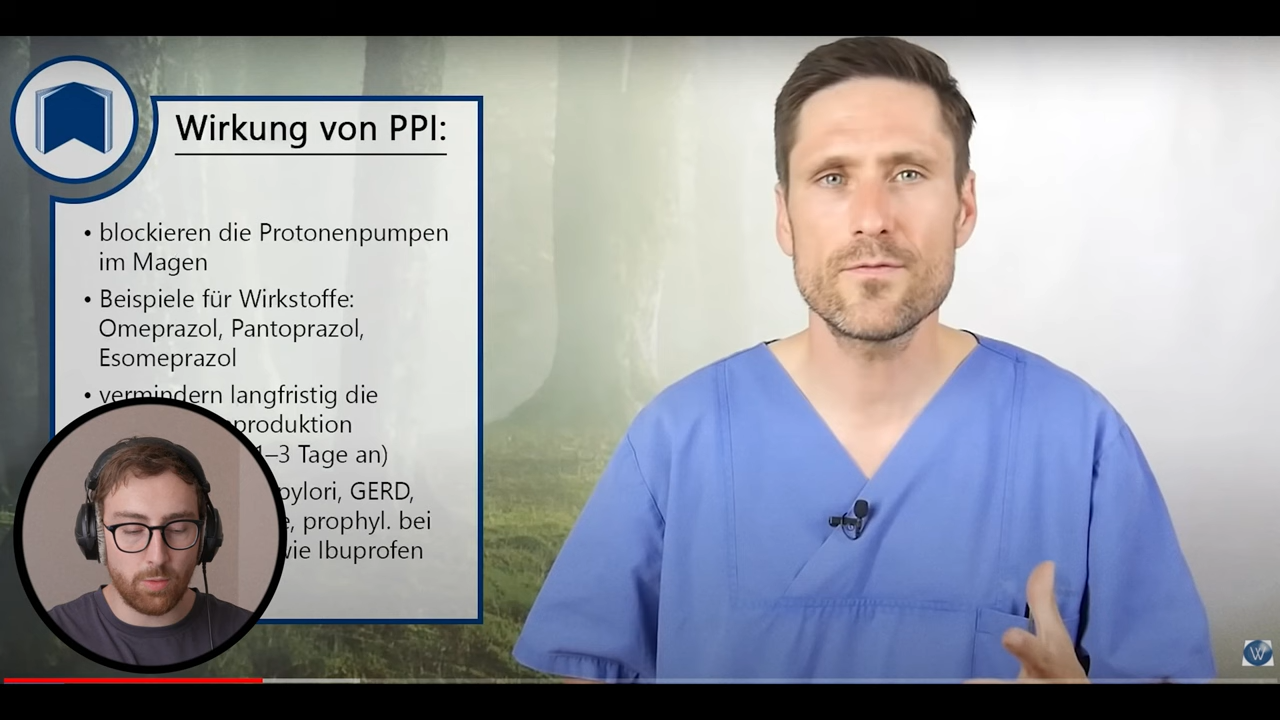 Wirkung von PPI:
• blockieren die Protonenpumpen
im Magen
• Beispiele für Wirkstoffe:
Omeprazol, Pantoprazol,
Esomeprazol
• vermindern langfristig die
produktion
1–3 Tage an)
pylori, GERD,
, prophyl. bei
wie Ibuprofen
W